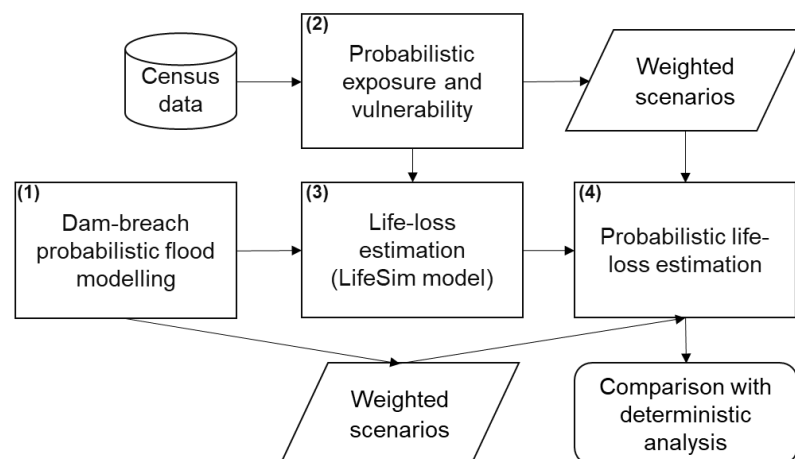 Census
data
(2)
Probabilistic
exposure and
vulnerability
Weighted
scenarios
(1)
Dam-breach
probabilistic flood
modelling
(3)
Life-loss
estimation
(LifeSim model)
(4)
Probabilistic life-
loss estimation
Weighted
scenarios
Comparison with
deterministic
analysis